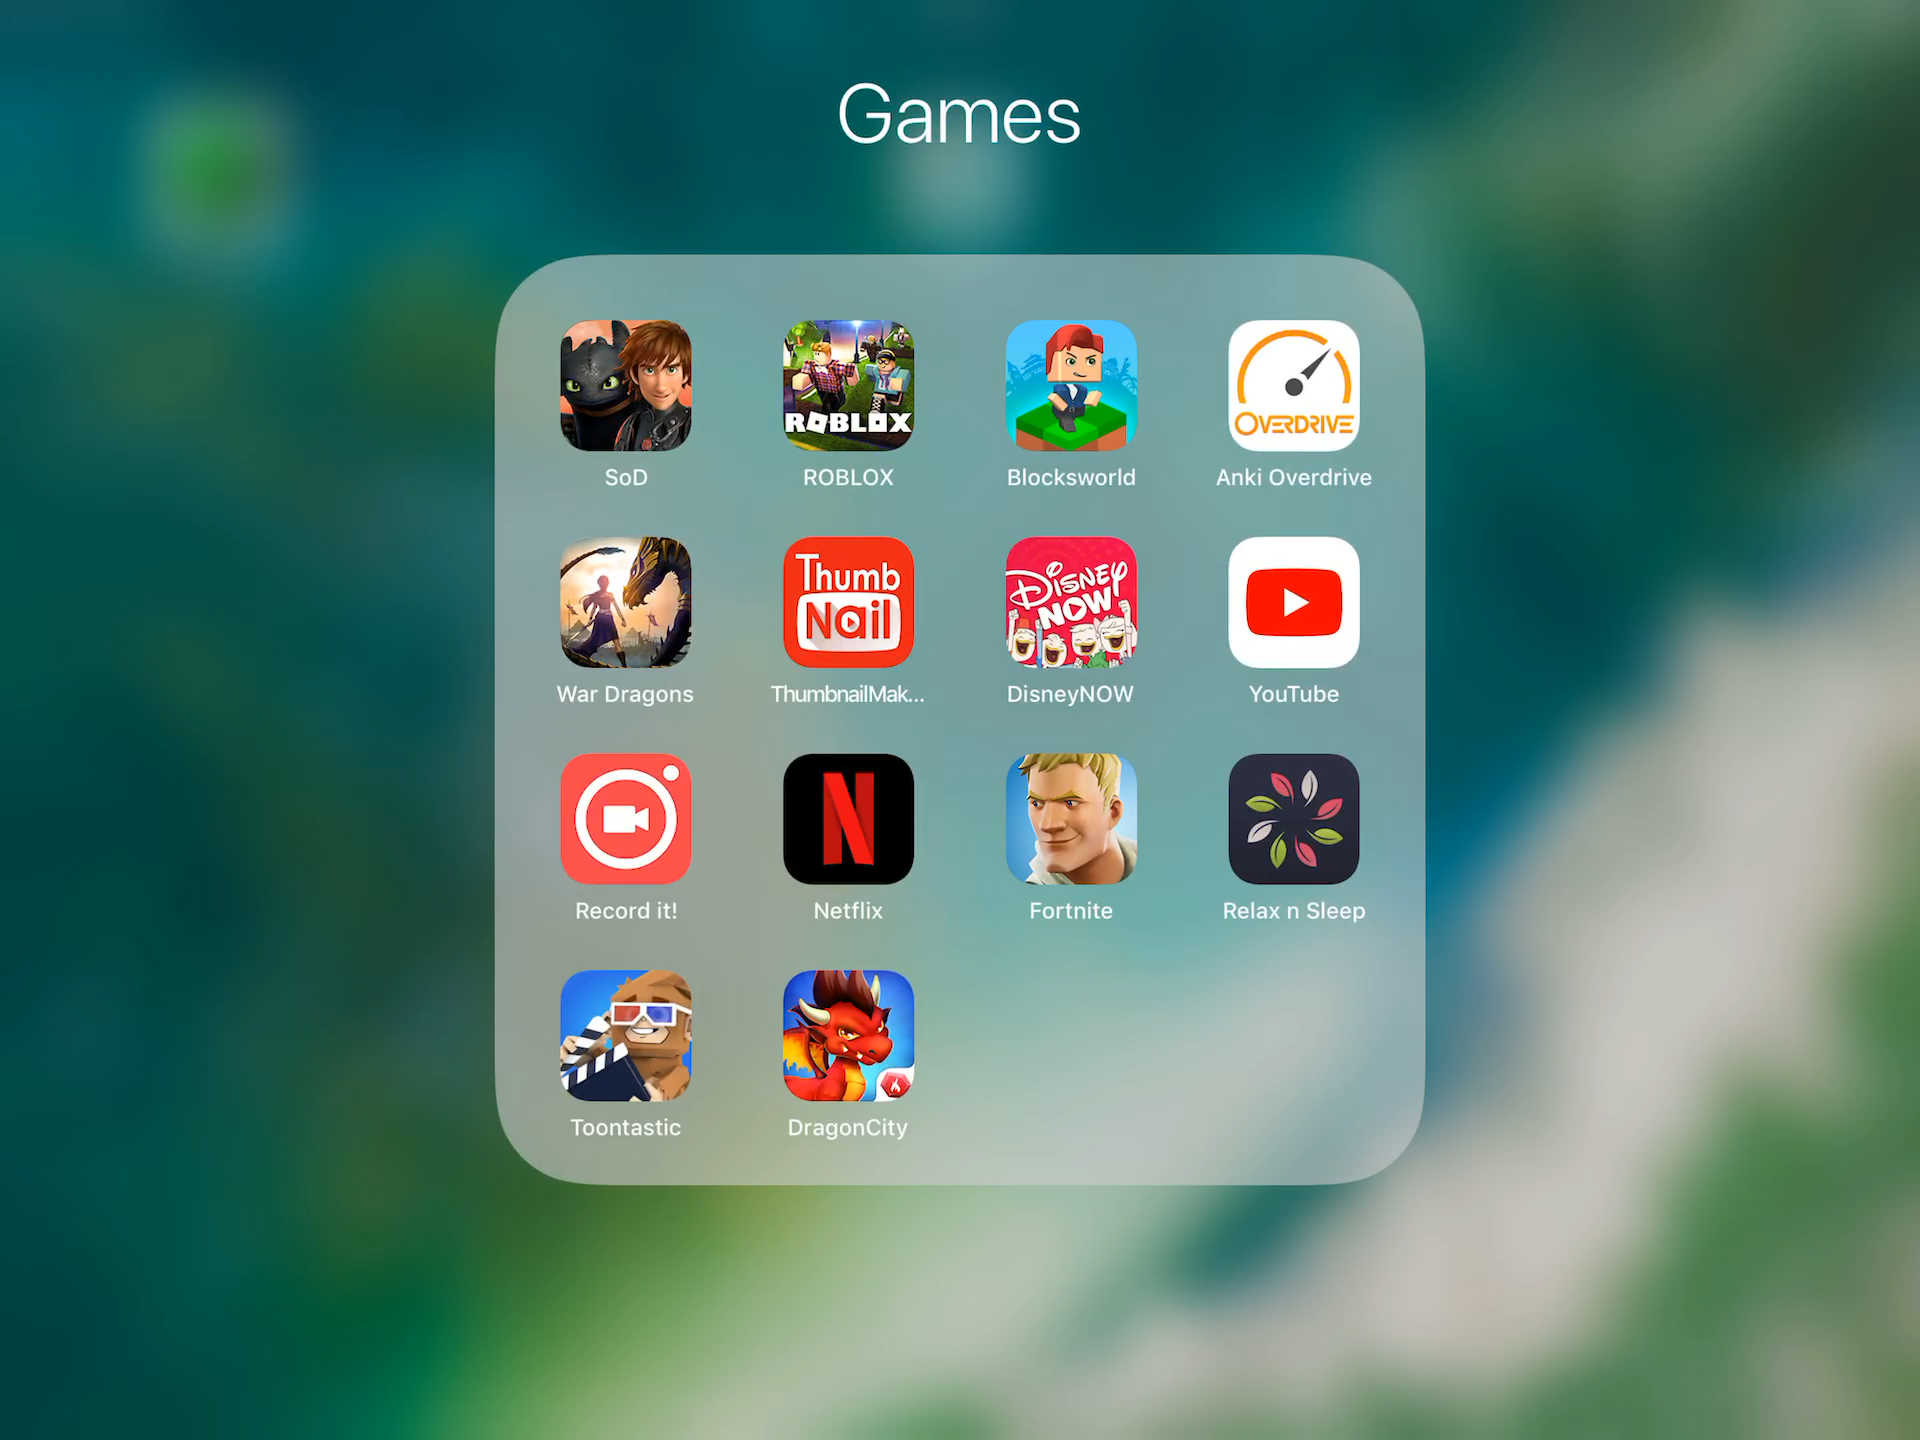 Games
ROBLOX
OVERDRIVE
SoD
ROBLOX
Blocksworld
Anki Overdrive
Thumb
Nail
DISNEY
NOW
War Dragons
ThumbnailMak...
DisneyNOW
YouTube
N
Record it!
Netflix
Fortnite
Relax n Sleep
Toontastic
DragonCity